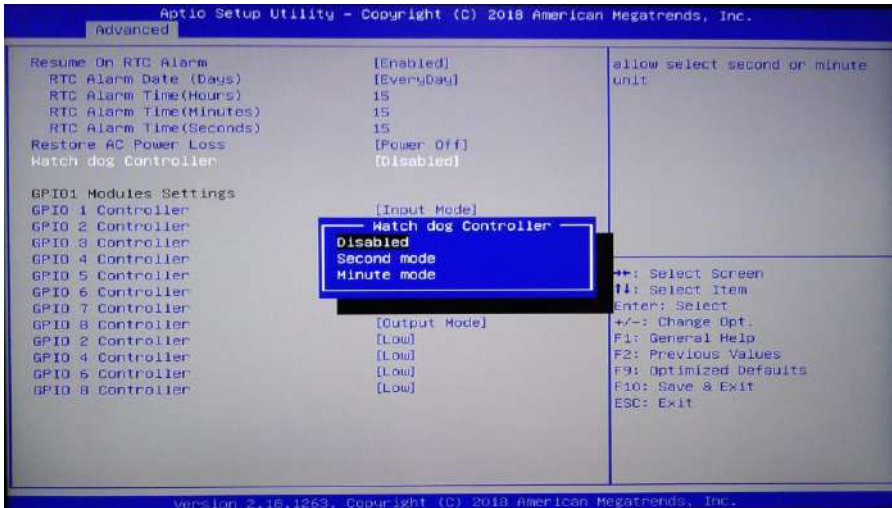 Aptio Setup Utility – Copyright (C) 2018 American Megatrends, Inc.
Advanced
Resume On RTC Alarm [Enabled]
RTC Alarm Date (Days) [EveryDay]
RTC Alarm Time(Hours) 15
RTC Alarm Time(Minutes) 15
RTC Alarm Time(Seconds) 15
Restore AC Power Loss [Power Off]
Watch dog Controller [Disabled]
GPIO1 Modules Settings
GPIO 1 Controller [Input Mode]
GPIO 2 Controller
GPIO 3 Controller
GPIO 4 Controller
GPIO 5 Controller
GPIO 6 Controller
GPIO 7 Controller
GPIO 8 Controller [Output Mode]
GPIO 2 Controller [Low]
GPIO 4 Controller [Low]
GPIO 6 Controller [Low]
GPIO 8 Controller [Low]
Watch dog Controller
Disabled
Second mode
Minute mode
allow select second or minute
unit
→←: Select Screen
↑↓: Select Item
Enter: Select
+/-: Change Opt.
F1: General Help
F2: Previous Values
F9: Optimized Defaults
F10: Save & Exit
ESC: Exit
Version 2.18.1263. Copyright (C) 2018 American Megatrends, Inc.